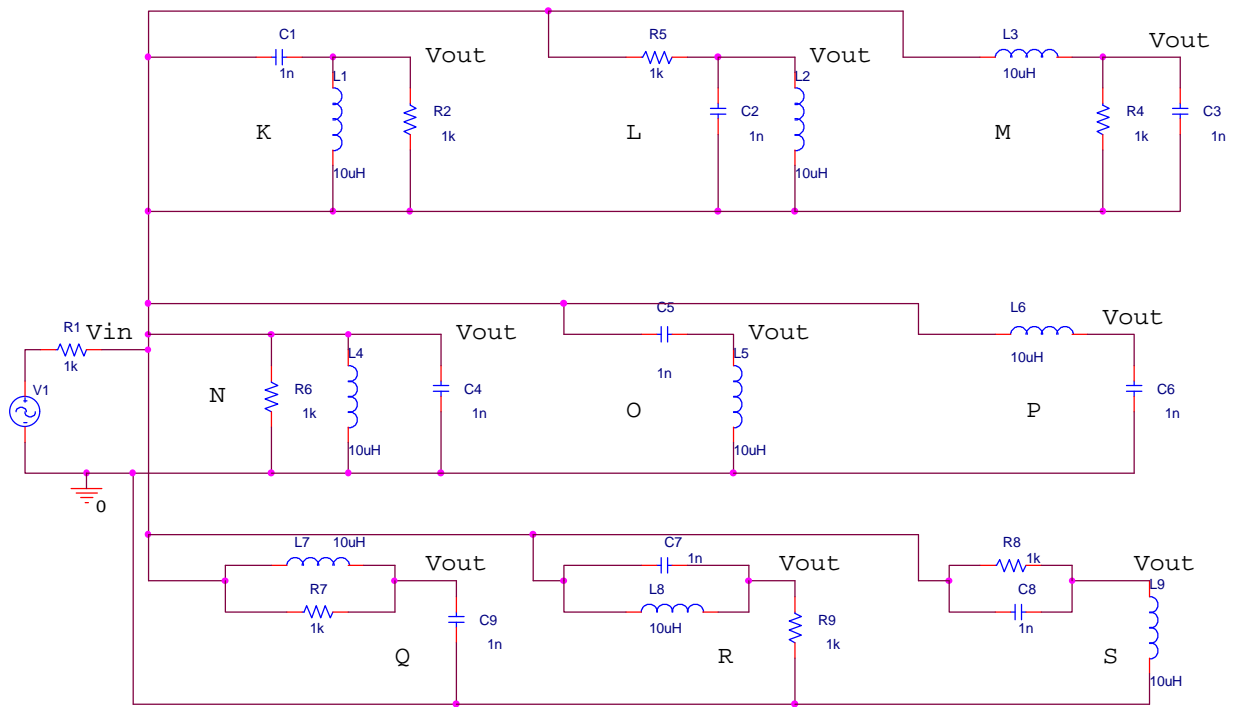 C1
1n
Vout
L1
10uH
R2
1k
K
R5
1k
Vout
L2
10uH
C2
1n
L
L3
10uH
Vout
R4
1k
C3
1n
M
R1
1k
Vin
V1
0
Vout
L4
10uH
R6
1k
C4
1n
N
C5
1n
Vout
L5
10uH
O
L6
10uH
Vout
C6
1n
P
L7
10uH
R7
1k
Vout
C9
1n
Q
C7
1n
L8
10uH
Vout
R9
1k
R
R8
1k
C8
1n
Vout
L9
10uH
S